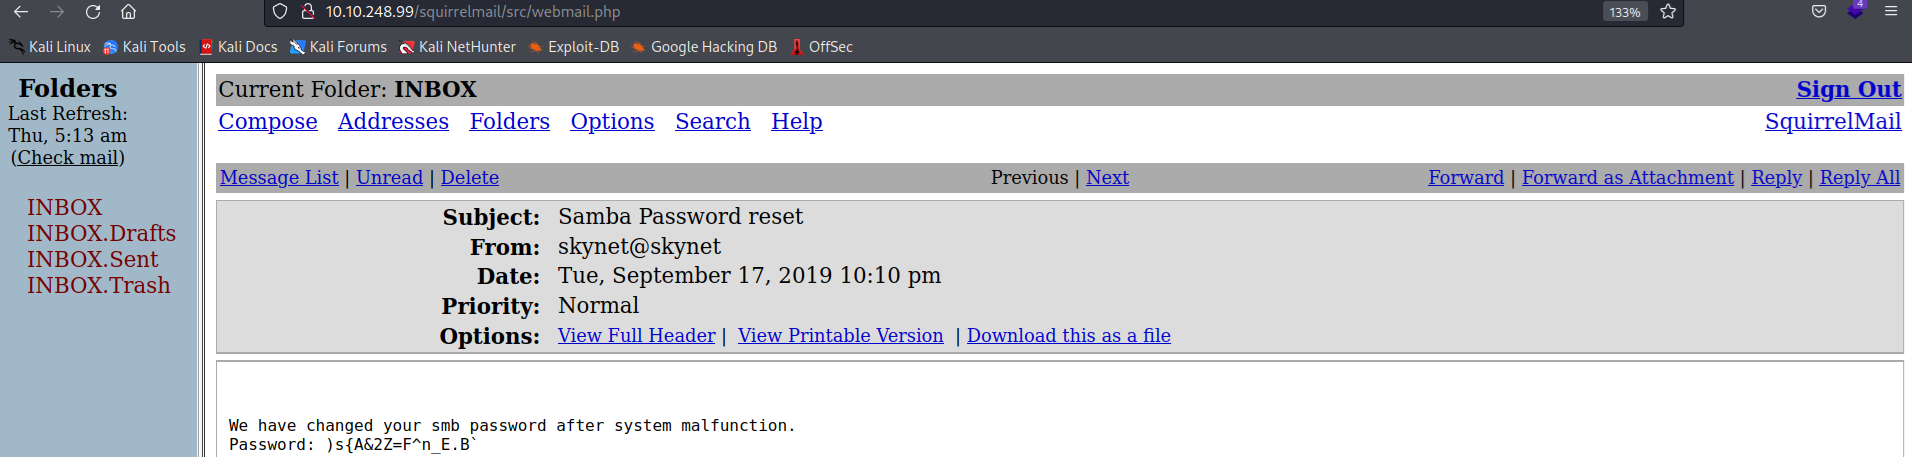 10.10.248.99/squirrelmail/src/webmail.php 133% 4
Kali Linux Kali Tools Kali Docs Kali Forums Kali NetHunter Exploit-DB Google Hacking DB OffSec
Folders
Last Refresh:
Thu, 5:13 am
(Check mail)
INBOX
INBOX.Drafts
INBOX.Sent
INBOX.Trash
Current Folder: INBOX Sign Out
Compose Addresses Folders Options Search Help SquirrelMail
Message List | Unread | Delete Previous | Next Forward | Forward as Attachment | Reply | Reply All
Subject: Samba Password reset
From: skynet@skynet
Date: Tue, September 17, 2019 10:10 pm
Priority: Normal
Options: View Full Header | View Printable Version | Download this as a file
We have changed your smb password after system malfunction.
Password: )s{A&2Z=F^n_E.B`